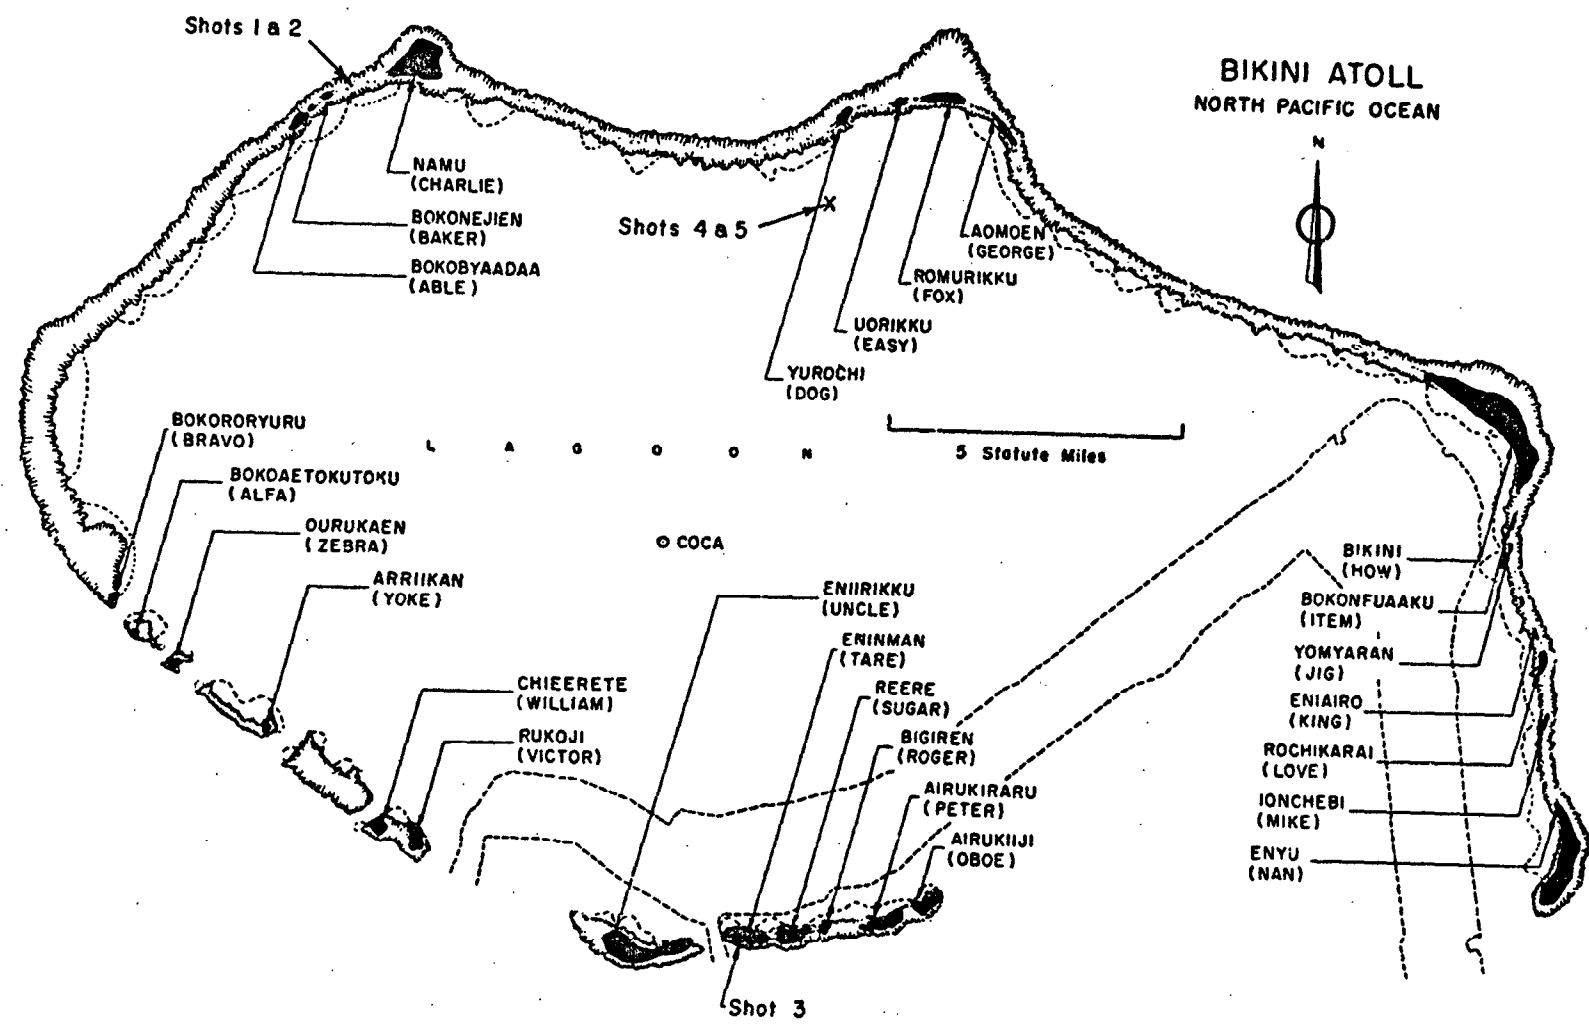 Shots 1 & 2
BIKINI ATOLL
NORTH PACIFIC OCEAN
N
NAMU
(CHARLIE)
BOKONEJIEN
(BAKER)
BOKOBYAADAA
(ABLE)
Shots 4 & 5
X
AOMOEN
(GEORGE)
ROMURIKKU
(FOX)
UORIKKU
(EASY)
YUROCHI
(DOG)
BOKORORYURU
(BRAVO)
BOKOAETOKUTOKU
(ALFA)
OURUKAEN
(ZEBRA)
ARRIIKAN
(YOKE)
LAGOON
5 Statute Miles
COCA
ENIIRIKKU
(UNCLE)
ENINMAN
(TARE)
REERE
(SUGAR)
BIGIREN
(ROGER)
AIRUKIRARU
(PETER)
AIRUKIIJI
(OBOE)
CHIEERETE
(WILLIAM)
RUKOJI
(VICTOR)
BIKINI
(HOW)
BOKONFUAAKU
(ITEM)
YOMYARAN
(JIG)
ENIAIRO
(KING)
ROCHIKARAI
(LOVE)
IONCHEBI
(MIKE)
ENYU
(NAN)
Shot 3